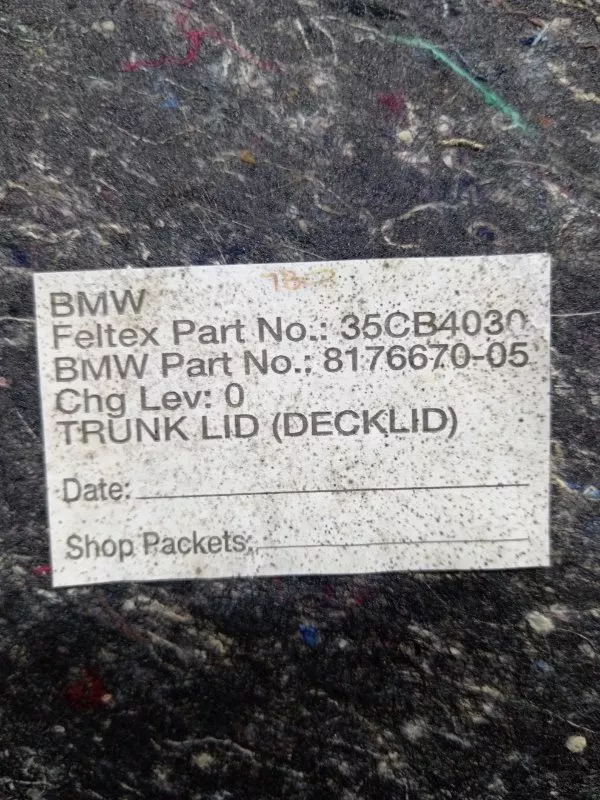 BMW
Feltex Part No.: 35CB4030
BMW Part No.: 8176670-05
Chg Lev: 0
TRUNK LID (DECKLID)
Date:
Shop Packets: